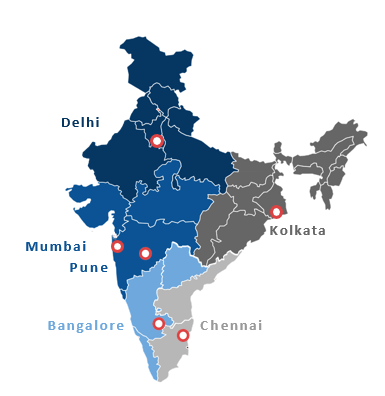 Delhi
Kolkata
Mumbai
Pune
Bangalore
Chennai